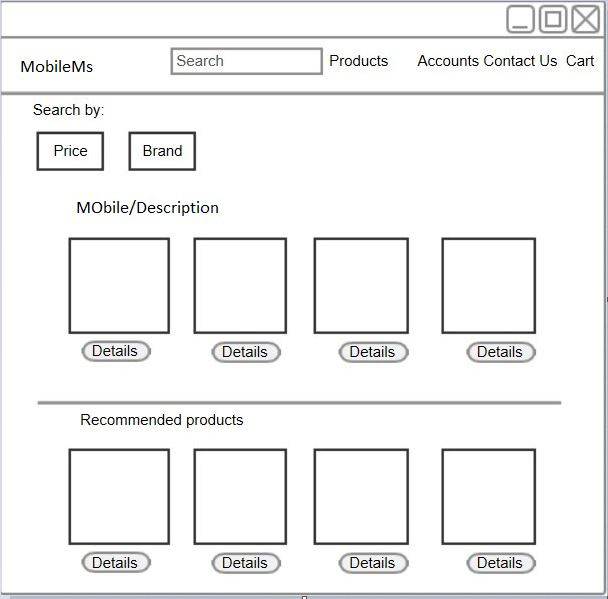 MobileMs Search Products Accounts Contact Us Cart
Search by:
Price Brand
MObile/Description
Details Details Details Details
Recommended products
Details Details Details Details